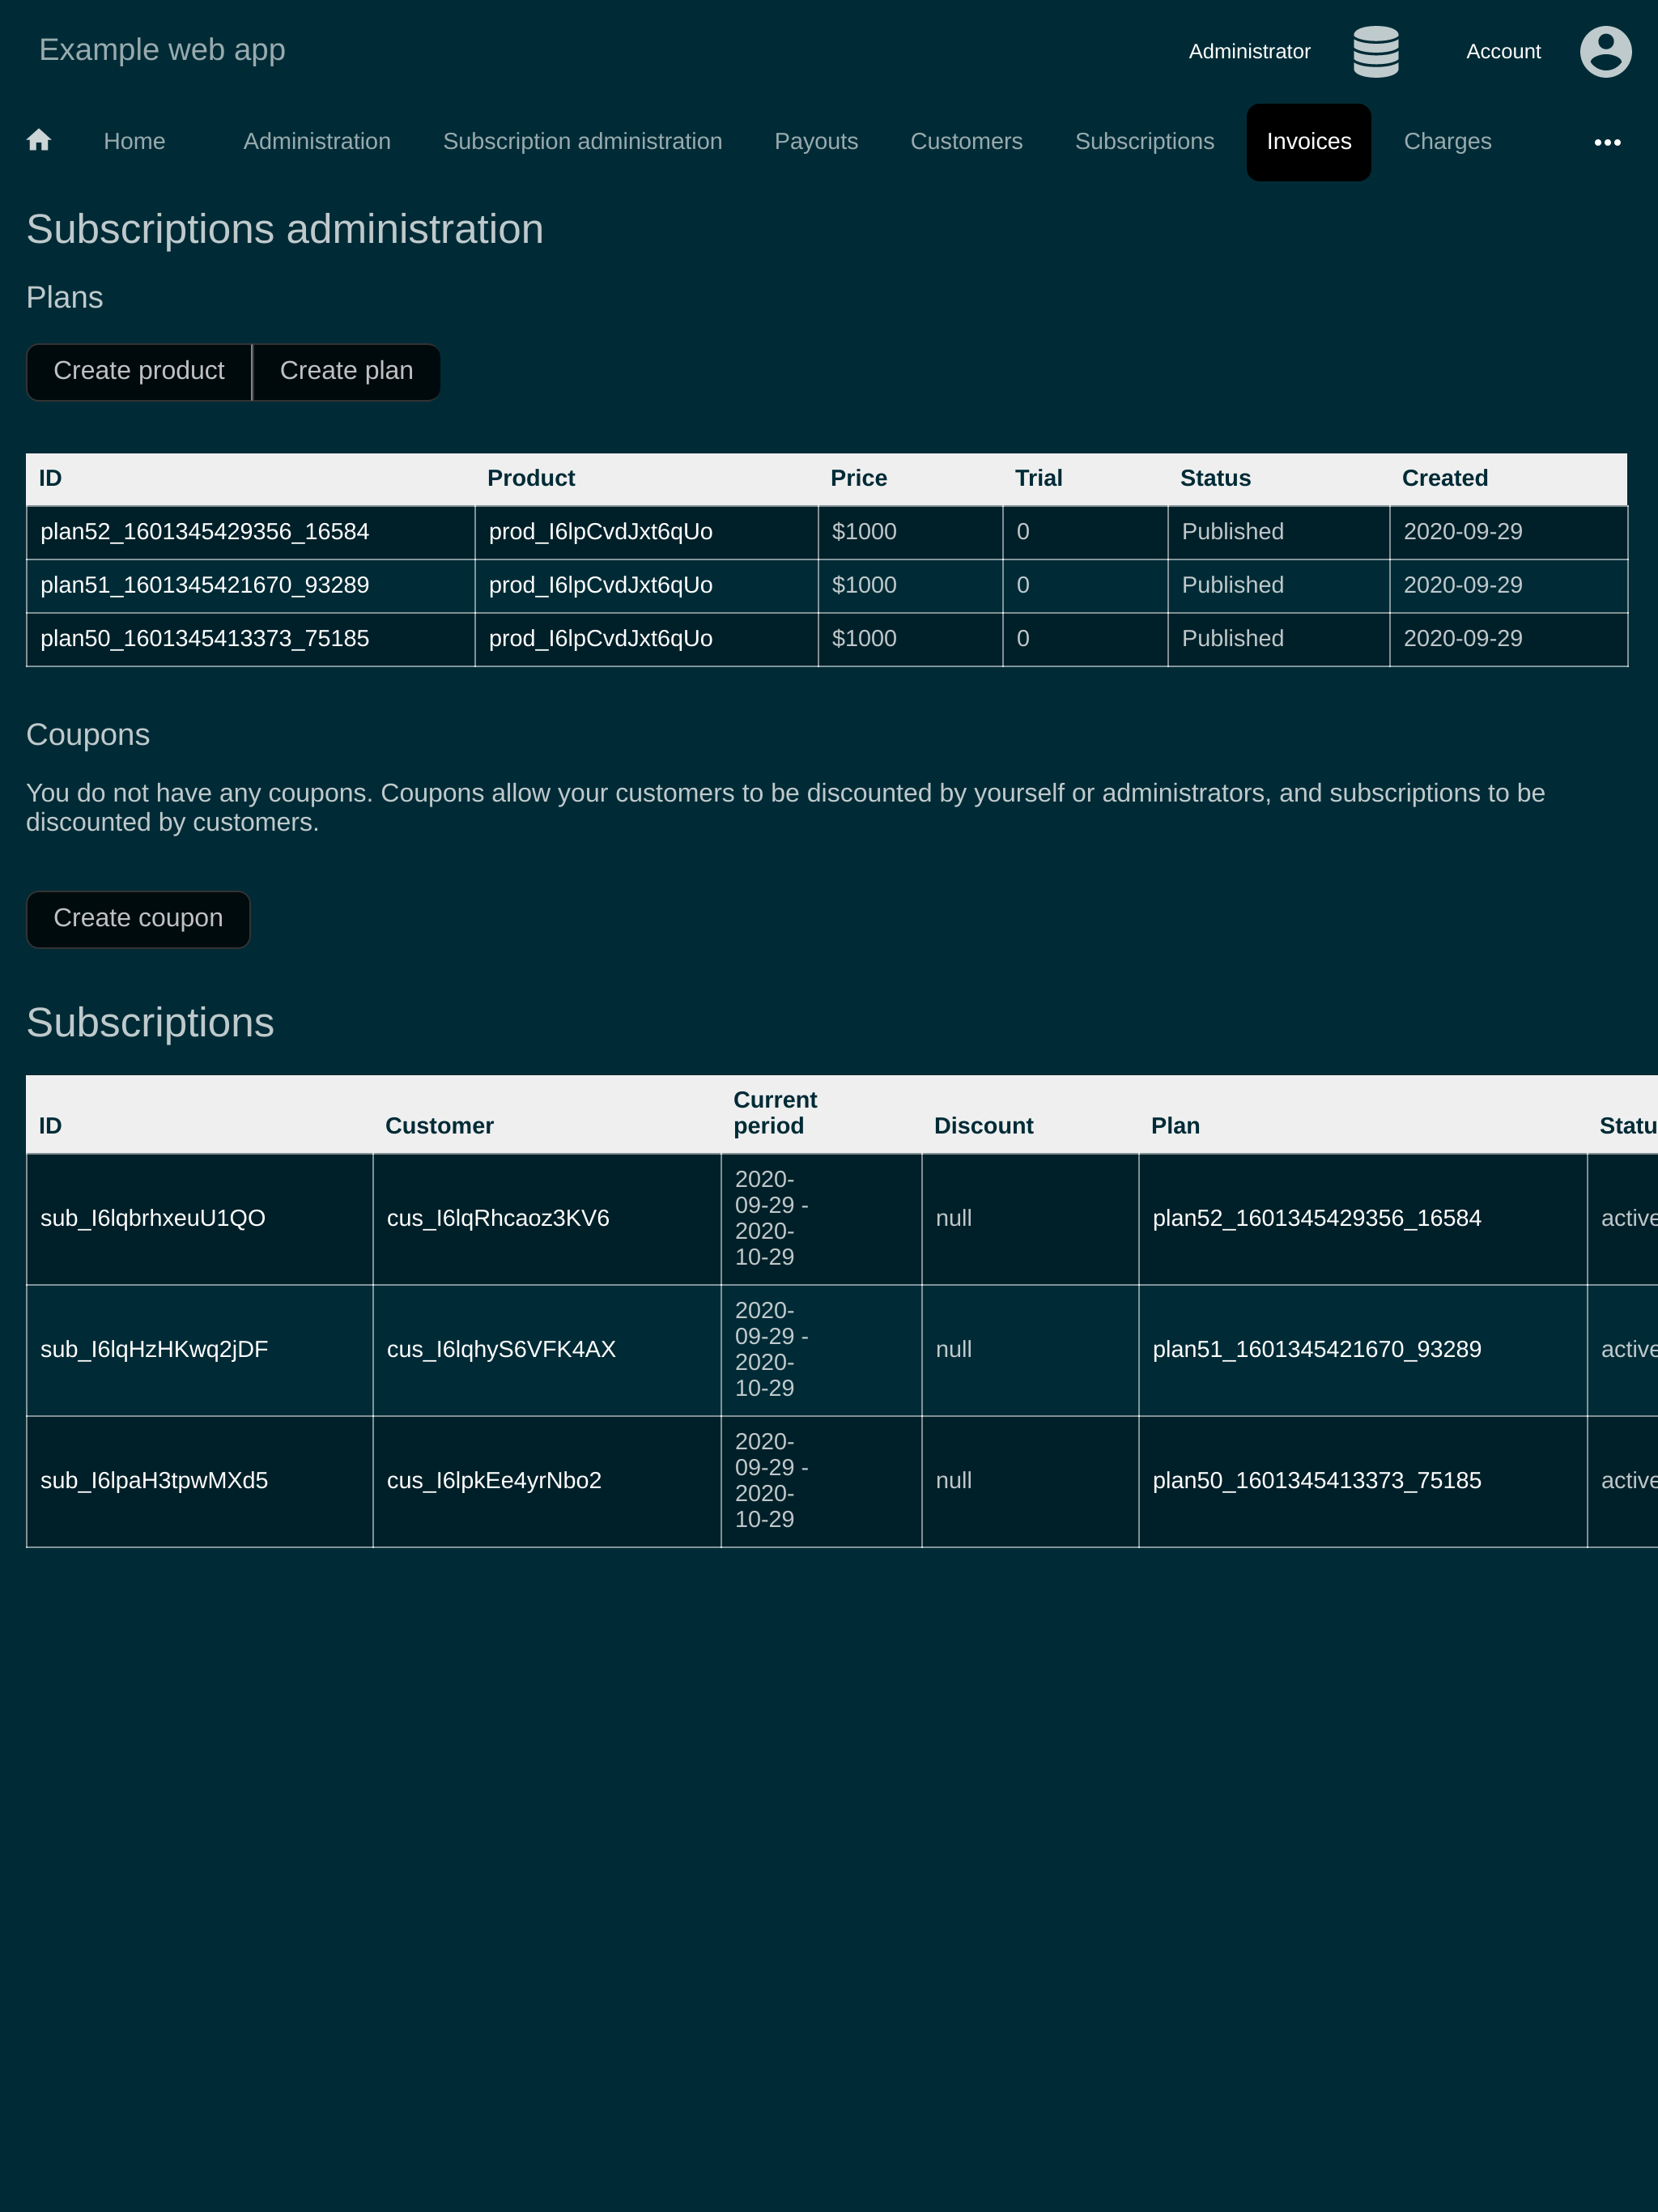 Example web app
Administrator Account
Home Administration Subscription administration Payouts Customers Subscriptions Invoices Charges
Subscriptions administration
Plans
Create product Create plan
ID Product Price Trial Status Created
plan52_1601345429356_16584 prod_I6lpCvdJxt6qUo $1000 0 Published 2020-09-29
plan51_1601345421670_93289 prod_I6lpCvdJxt6qUo $1000 0 Published 2020-09-29
plan50_1601345413373_75185 prod_I6lpCvdJxt6qUo $1000 0 Published 2020-09-29
Coupons
You do not have any coupons. Coupons allow your customers to be discounted by yourself or administrators, and subscriptions to be
discounted by customers.
Create coupon
Subscriptions
Current
ID Customer period Discount Plan Statu
2020-
09-29 -
sub_I6lqbrhxeuU1QO cus_I6lqRhcaoz3KV6 null plan52_1601345429356_16584 active
2020-
10-29
2020-
09-29 -
sub_I6lqHzHKwq2jDF cus_I6lqhyS6VFK4AX null plan51_1601345421670_93289 active
2020-
10-29
2020-
09-29 -
sub_I6lpaH3tpwMXd5 cus_I6lpkEe4yrNbo2 null plan50_1601345413373_75185 active
2020-
10-29